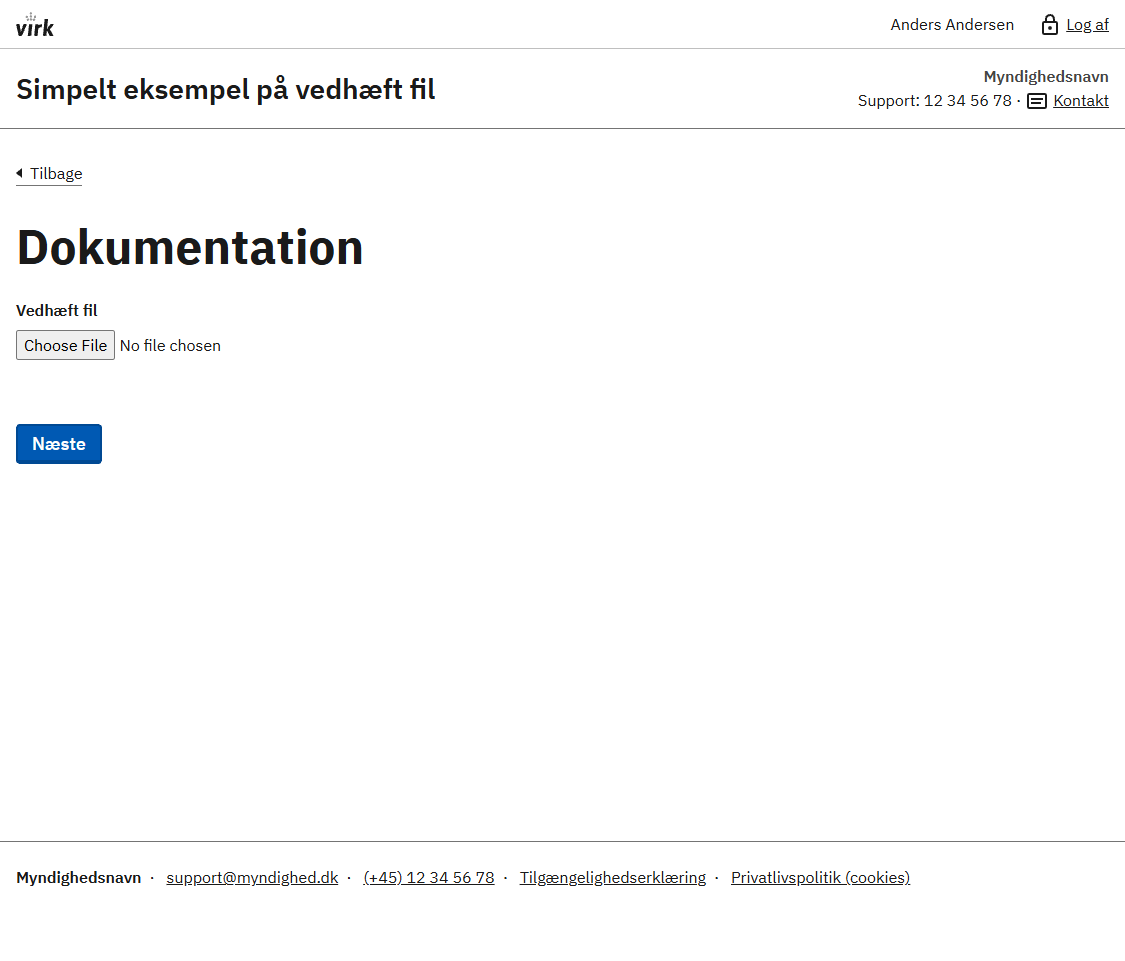 virk
Anders Andersen Log af
Simpelt eksempel på vedhæft fil
Myndighedsnavn
Support: 12 34 56 78 · Kontakt
Tilbage
Dokumentation
Vedhæft fil
Choose File No file chosen
Næste
Myndighedsnavn · support@myndighed.dk · (+45) 12 34 56 78 · Tilgængelighedserklæring · Privatlivspolitik (cookies)